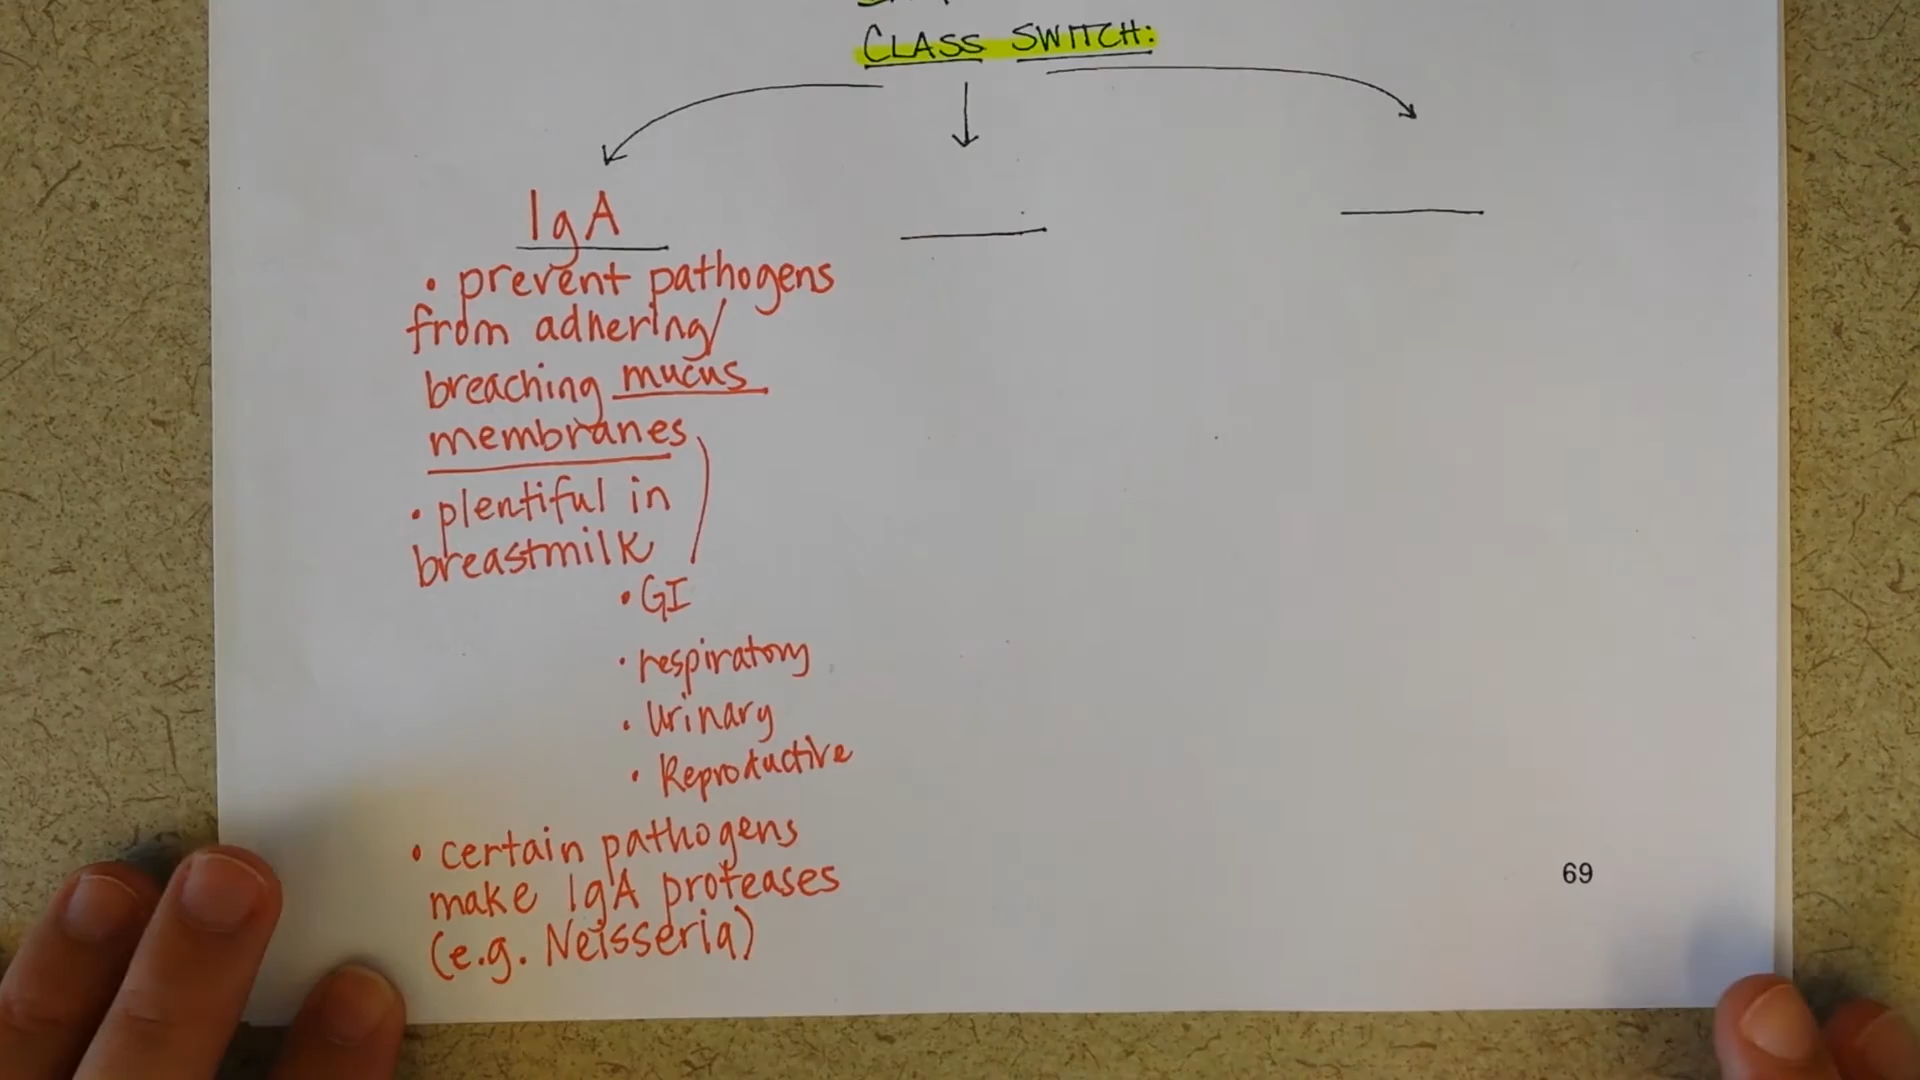 CLASS SWITCH:
IgA
• prevent pathogens
from adhering/
breaching mucus
membranes
• plentiful in
breastmilk
• GI
• respiratory
• Urinary
• Reproductive
• certain pathogens
make IgA proteases
(e.g. Neisseria)
69